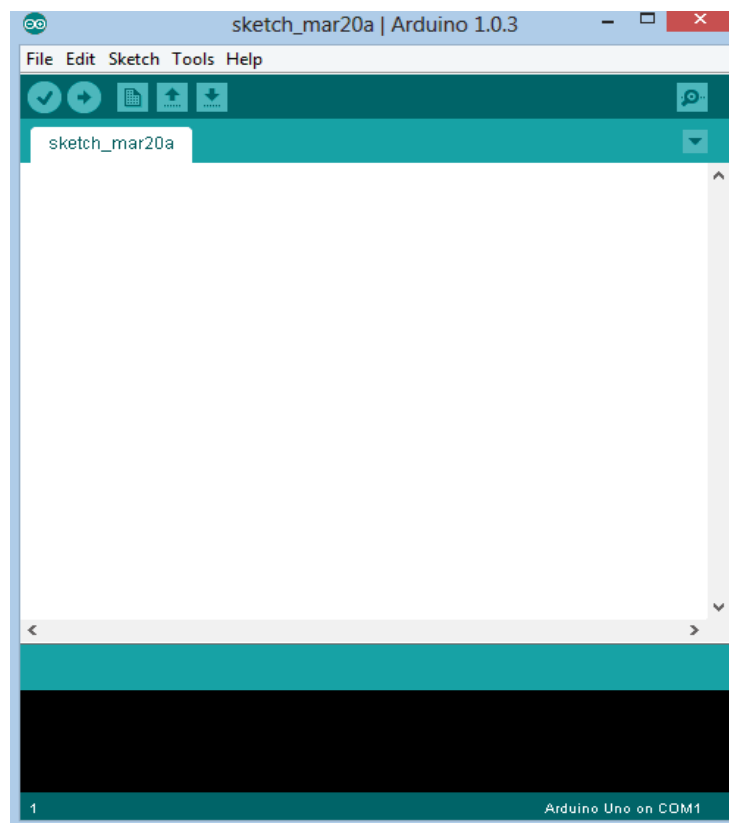 sketch_mar20a | Arduino 1.0.3
File Edit Sketch Tools Help
sketch_mar20a
1 Arduino Uno on COM1